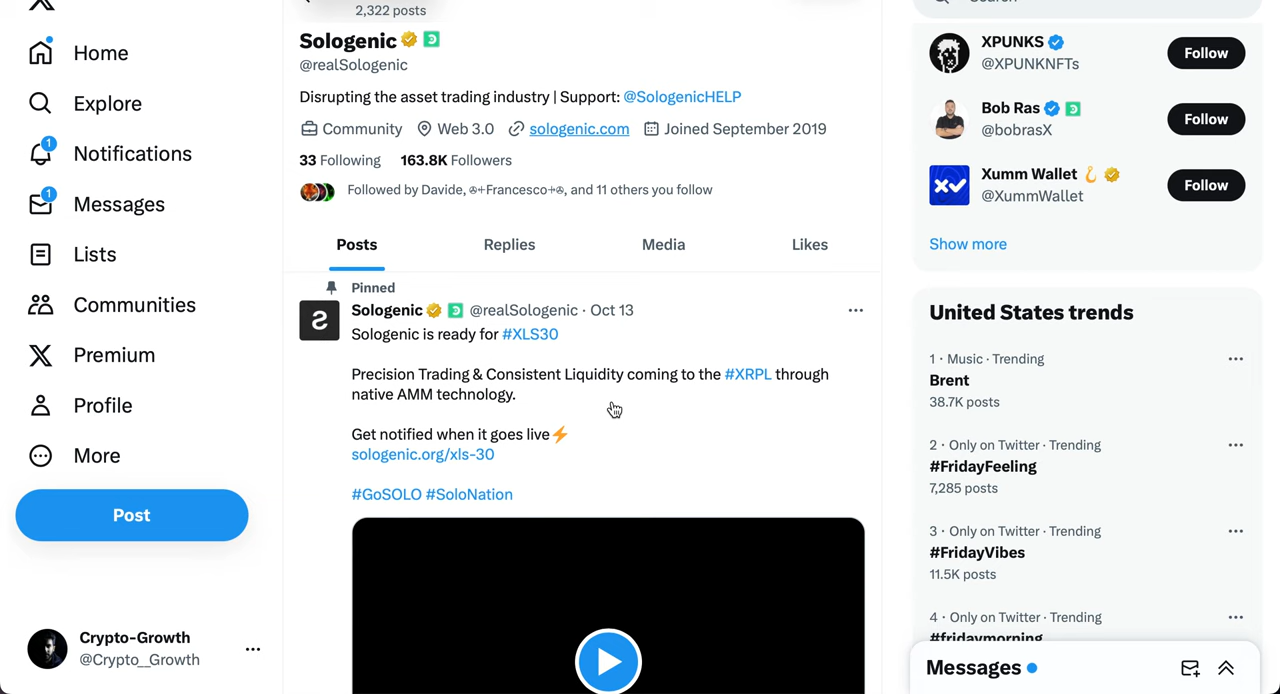 Home
Explore
1
Notifications
1
Messages
Lists
Communities
Premium
Profile
More
Post
Crypto-Growth
@Crypto__Growth
2,322 posts
Sologenic
@realSologenic
Disrupting the asset trading industry | Support: @SologenicHELP
Community Web 3.0 sologenic.com Joined September 2019
33 Following 163.8K Followers
Followed by Davide, ✇+Francesco+✇, and 11 others you follow
Posts Replies Media Likes
Pinned
Sologenic @realSologenic · Oct 13
Sologenic is ready for #XLS30
Precision Trading & Consistent Liquidity coming to the #XRPL through
native AMM technology.
Get notified when it goes live⚡
sologenic.org/xls-30
#GoSOLO #SoloNation
XPUNKS
@XPUNKNFTs
Follow
Bob Ras
@bobrasX
Follow
Xumm Wallet
@XummWallet
Follow
Show more
United States trends
1 · Music · Trending
Brent
38.7K posts
2 · Only on Twitter · Trending
#FridayFeeling
7,285 posts
3 · Only on Twitter · Trending
#FridayVibes
11.5K posts
4 · Only on Twitter · Trending
#fridaymorning
Messages